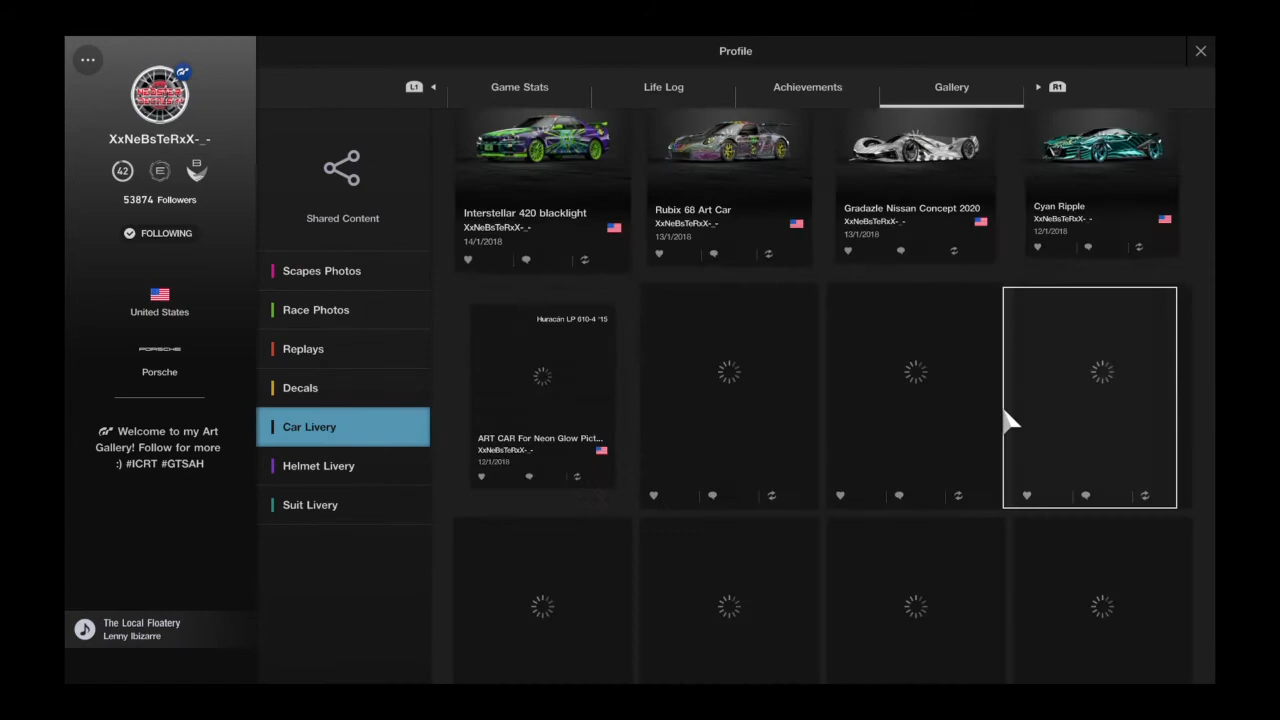 Profile
L1
Game Stats
Life Log
Achievements
Gallery
R1
XxNeBsTeRxX-_-
42
E
B
53874 Followers
FOLLOWING
United States
PORSCHE
Porsche
Welcome to my Art
Gallery! Follow for more
:) #ICRT #GTSAH
The Local Floatery
Lenny Ibizarre
Shared Content
Scapes Photos
Race Photos
Replays
Decals
Car Livery
Helmet Livery
Suit Livery
Interstellar 420 blacklight
XxNeBsTeRxX-_-
14/1/2018
Rubix 68 Art Car
XxNeBsTeRxX-_-
13/1/2018
Gradazle Nissan Concept 2020
XxNeBsTeRxX-_-
13/1/2018
Cyan Ripple
XxNeBsTeRxX-_-
12/1/2018
Huracán LP 610-4 '15
ART CAR For Neon Glow Pict...
XxNeBsTeRxX-_-
12/1/2018